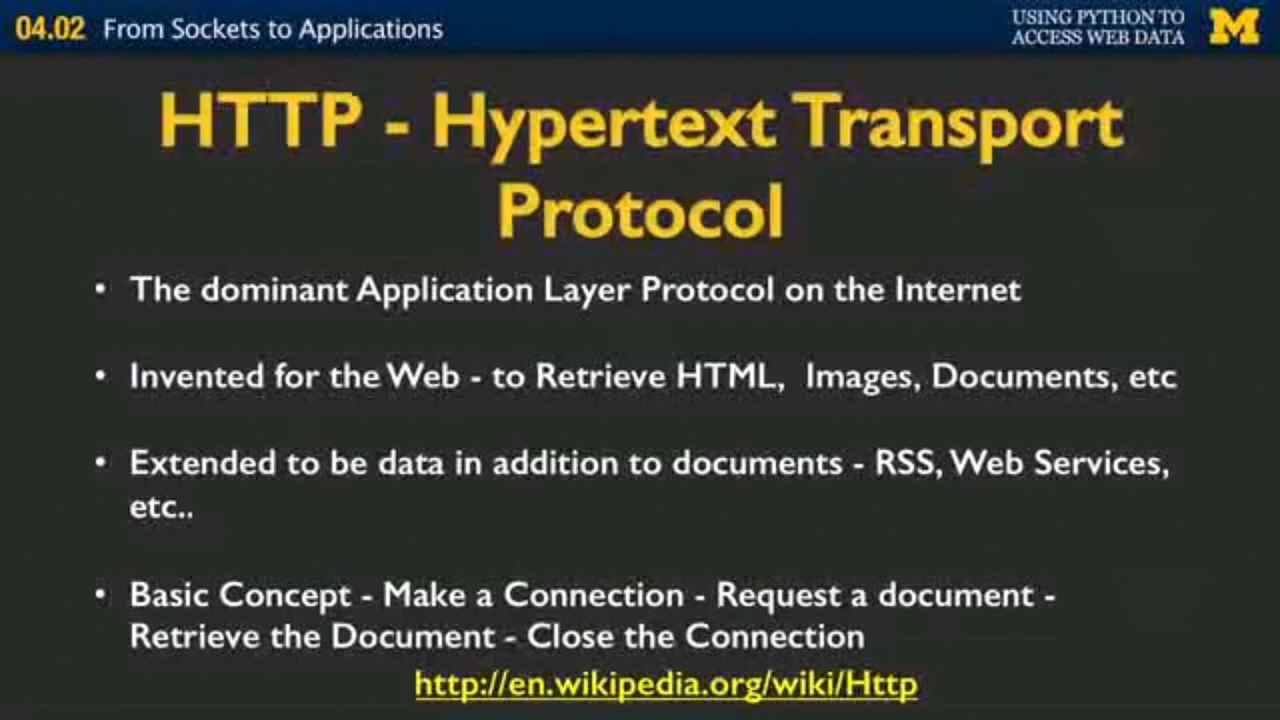 04.02 From Sockets to Applications
USING PYTHON TO
ACCESS WEB DATA
M
HTTP - Hypertext Transport
Protocol
• The dominant Application Layer Protocol on the Internet
• Invented for the Web - to Retrieve HTML, Images, Documents, etc
• Extended to be data in addition to documents - RSS, Web Services,
etc..
• Basic Concept - Make a Connection - Request a document -
Retrieve the Document - Close the Connection
http://en.wikipedia.org/wiki/Http